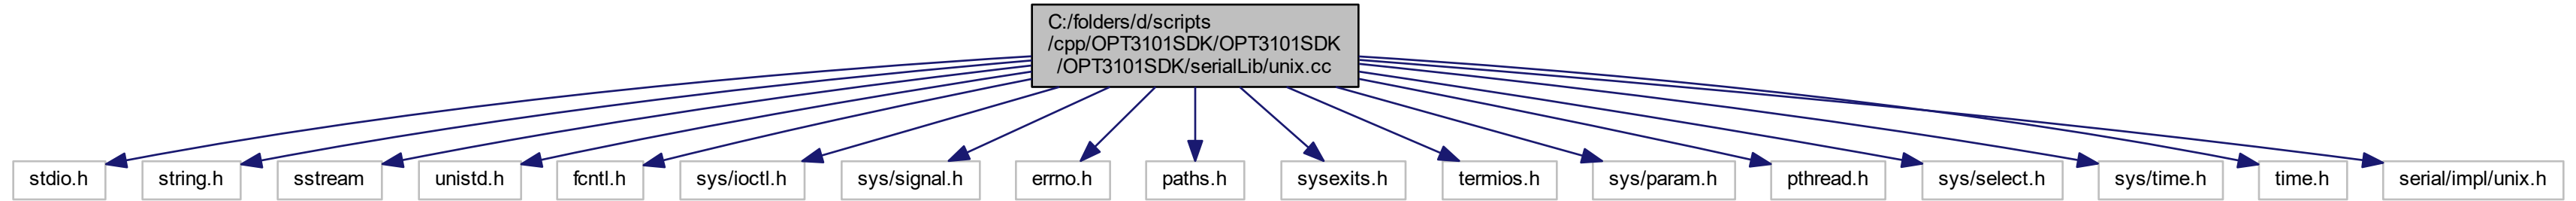 C:/folders/d/scripts
/cpp/OPT3101SDK/OPT3101SDK
/OPT3101SDK/serialLib/unix.cc
stdio.h
string.h
sstream
unistd.h
fcntl.h
sys/ioctl.h
sys/signal.h
errno.h
paths.h
sysexits.h
termios.h
sys/param.h
pthread.h
sys/select.h
sys/time.h
time.h
serial/impl/unix.h